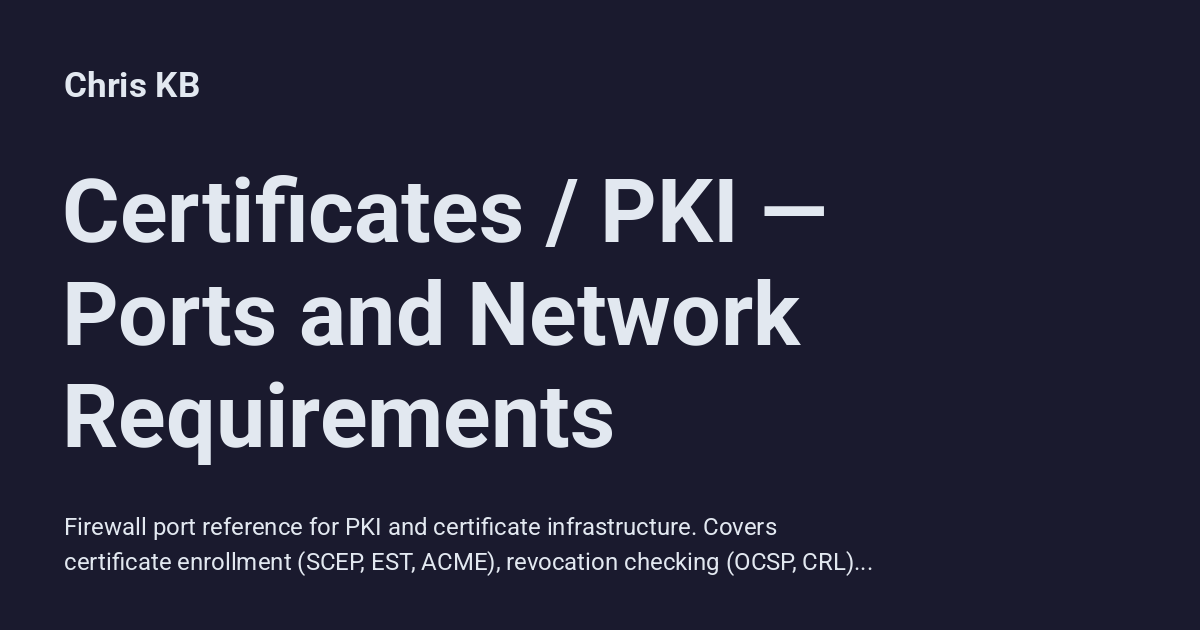 Chris KB
Certificates / PKI —
Ports and Network
Requirements
Firewall port reference for PKI and certificate infrastructure. Covers
certificate enrollment (SCEP, EST, ACME), revocation checking (OCSP, CRL)...